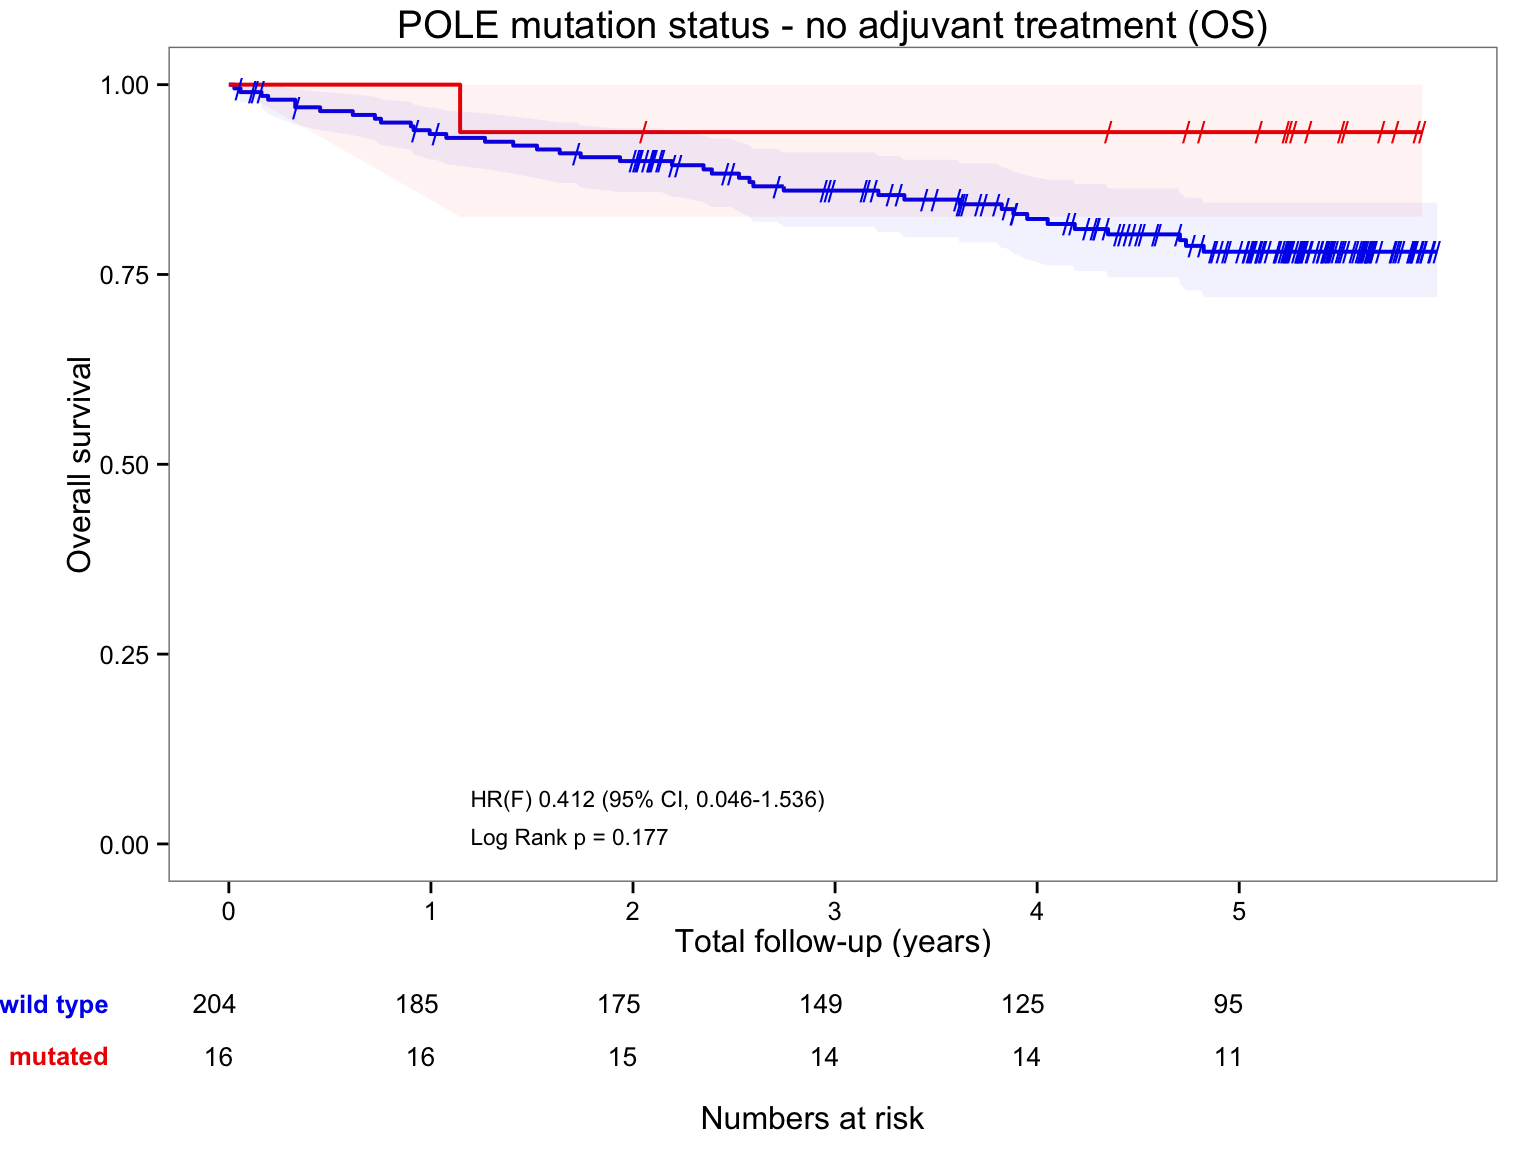 POLE mutation status - no adjuvant treatment (OS)
Overall survival
1.00
0.75
0.50
0.25
0.00
HR(F) 0.412 (95% CI, 0.046-1.536)
Log Rank p = 0.177
0 1 2 3 4 5
Total follow-up (years)
wild type 204 185 175 149 125 95
mutated 16 16 15 14 14 11
Numbers at risk